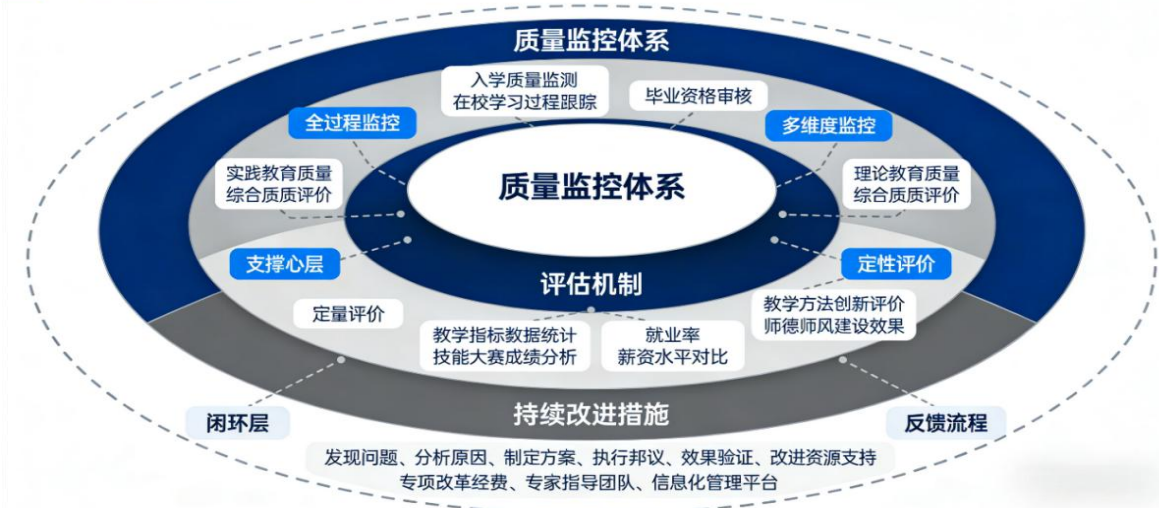 质量监控体系
入学质量监测
在校学习过程跟踪
毕业资格审核
全过程监控
多维度监控
实践教育质量
综合质质评价
质量监控体系
理论教育质量
综合质质评价
支撑心层
评估机制
定性评价
定量评价
教学指标数据统计
技能大赛成绩分析
就业率
薪资水平对比
教学方法创新评价
师德师风建设效果
闭环层
持续改进措施
反馈流程
发现问题、分析原因、制定方案、执行邦议、效果验证、改进资源支持
专项改革经费、专家指导团队、信息化管理平台